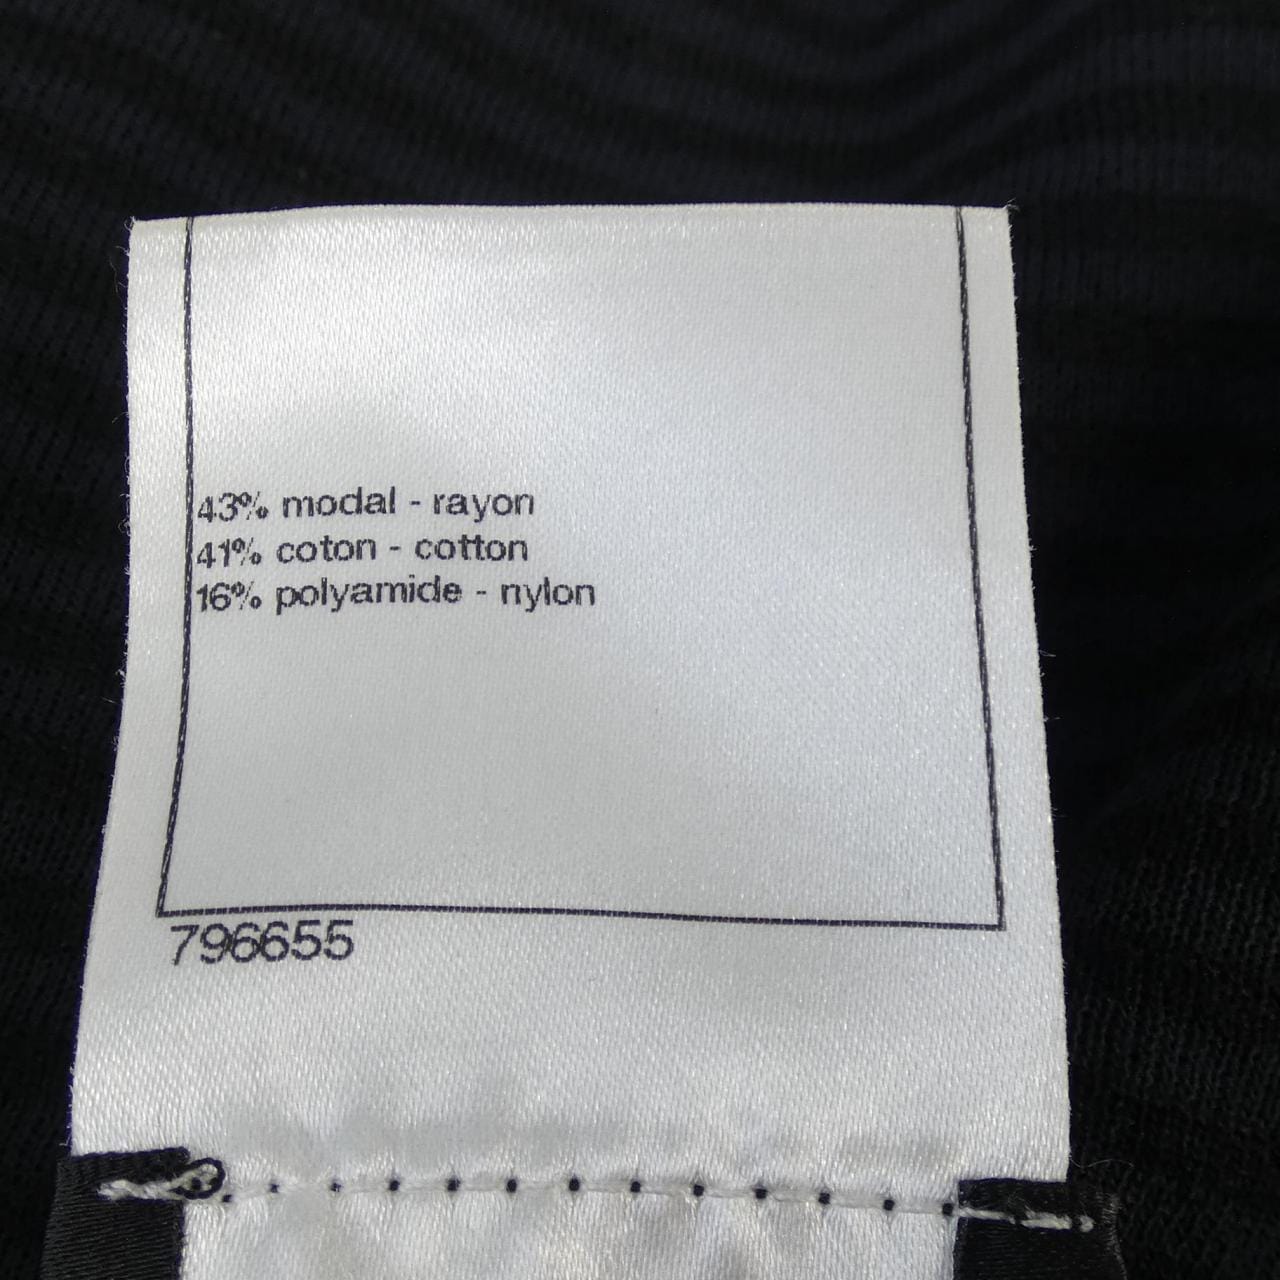 43% modal - rayon
41% coton - cotton
16% polyamide - nylon
796655